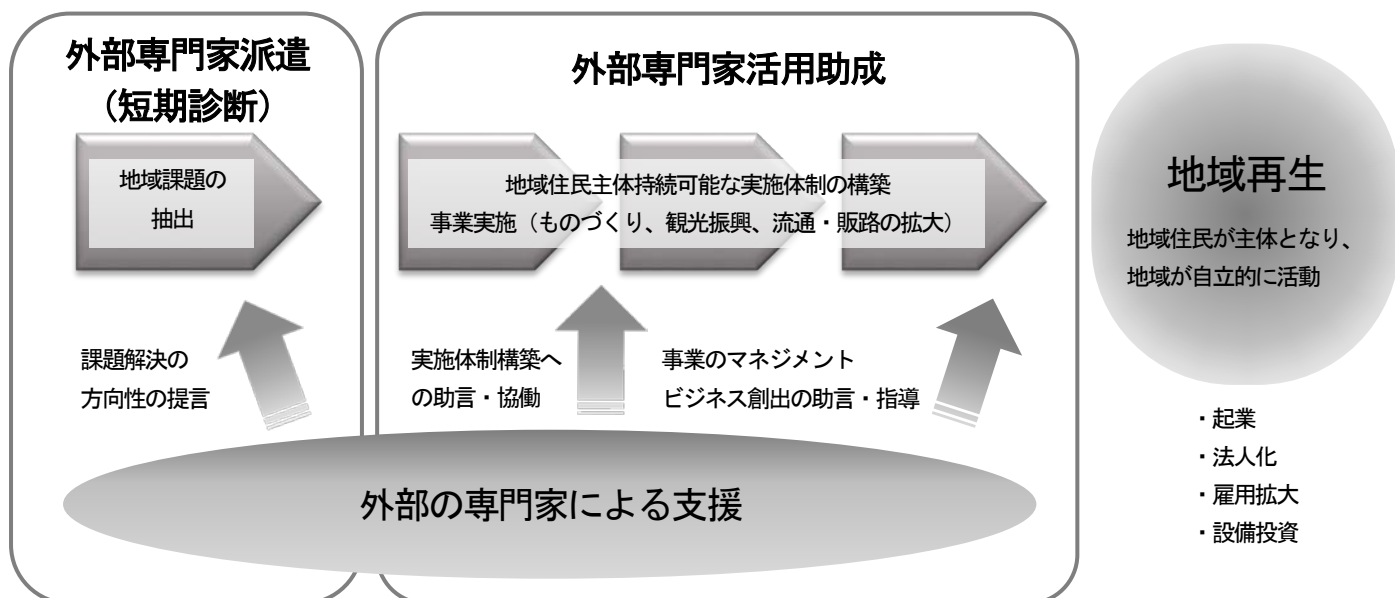 外部専門家派遣
（短期診断）
地域課題の
抽出
課題解決の
方向性の提言
外部専門家活用助成
地域住民主体持続可能な実施体制の構築
事業実施（ものづくり、観光振興、流通・販路の拡大）
実施体制構築へ
の助言・協働
事業のマネジメント
ビジネス創出の助言・指導
外部の専門家による支援
地域再生
地域住民が主体となり、
地域が自立的に活動
・起業
・法人化
・雇用拡大
・設備投資